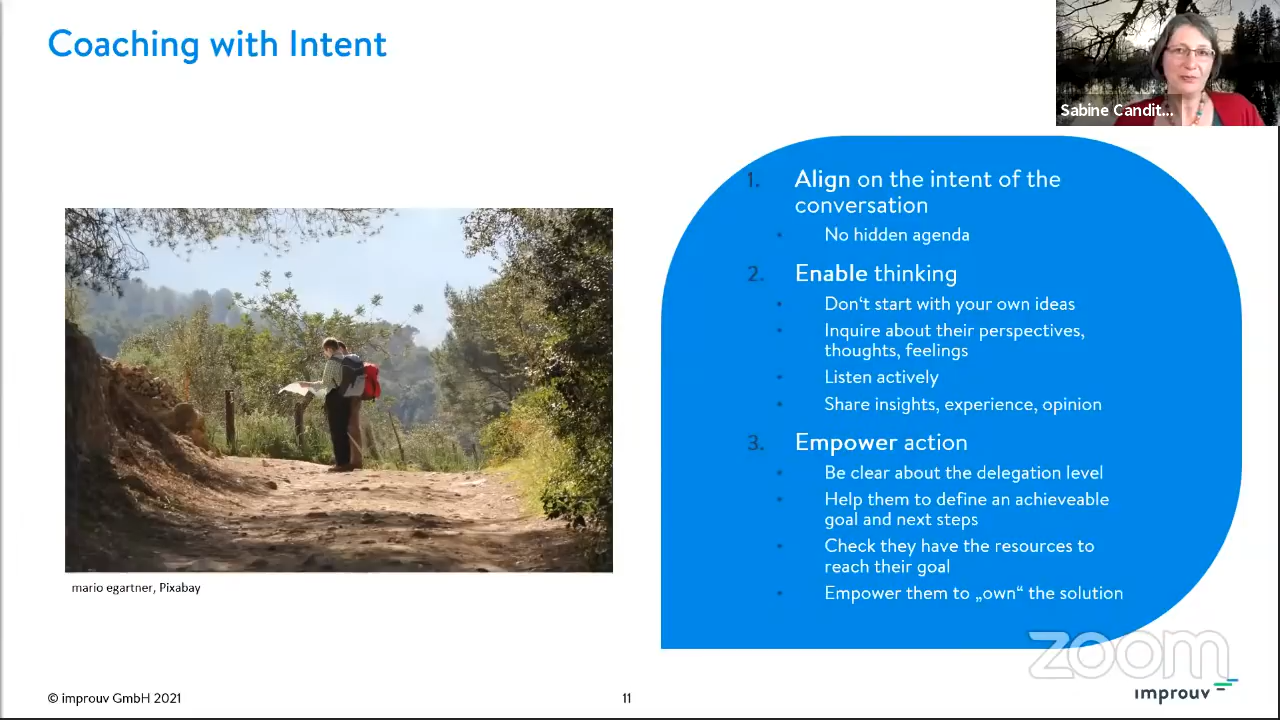 Coaching with Intent
Sabine Candit...
1. Align on the intent of the
conversation
• No hidden agenda
2. Enable thinking
• Don't start with your own ideas
• Inquire about their perspectives,
thoughts, feelings
• Listen actively
• Share insights, experience, opinion
3. Empower action
• Be clear about the delegation level
• Help them to define an achieveable
goal and next steps
• Check they have the resources to
reach their goal
• Empower them to „own“ the solution
mario egartner, Pixabay
zoom
© improuv GmbH 2021
11
improuv